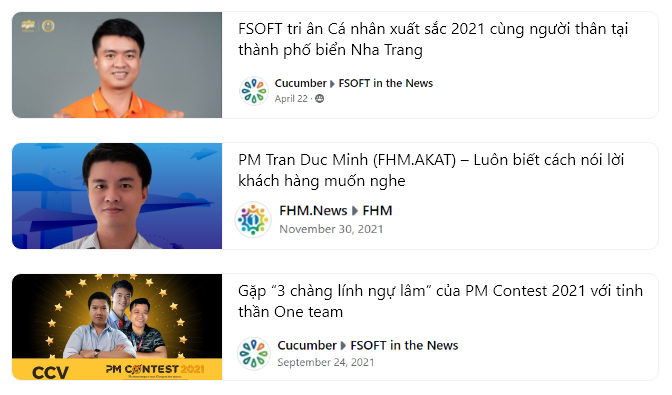 FSOFT tri ân Cá nhân xuất sắc 2021 cùng người thân tại
thành phố biển Nha Trang
Cucumber FSOFT in the News
April 22 ·
PM Tran Duc Minh (FHM.AKAT) – Luôn biết cách nói lời
khách hàng muốn nghe
FHM.News FHM
November 30, 2021
Gặp “3 chàng lính ngự lâm” của PM Contest 2021 với tinh
thần One team
CCV
PM CONTEST 2021
Cucumber FSOFT in the News
September 24, 2021